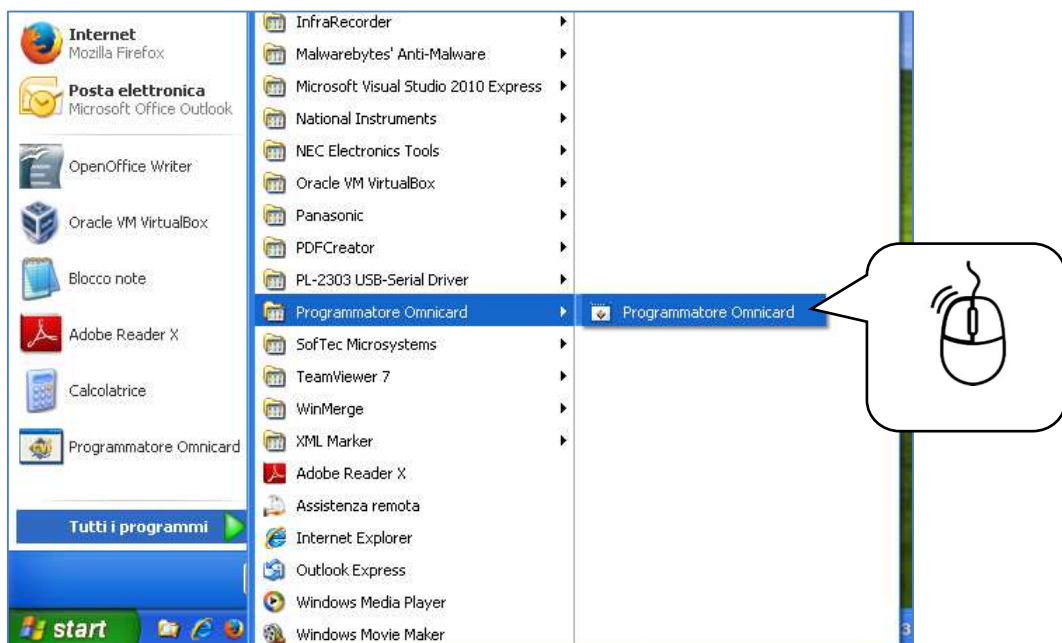 Internet
Mozilla Firefox
Posta elettronica
Microsoft Office Outlook
OpenOffice Writer
Oracle VM VirtualBox
Blocco note
Adobe Reader X
Calcolatrice
Programmatore Omnicard
Tutti i programmi
start
InfraRecorder
Malwarebytes' Anti-Malware
Microsoft Visual Studio 2010 Express
National Instruments
NEC Electronics Tools
Oracle VM VirtualBox
Panasonic
PDFCreator
PL-2303 USB-Serial Driver
Programmatore Omnicard
SofTec Microsystems
TeamViewer 7
WinMerge
XML Marker
Adobe Reader X
Assistenza remota
Internet Explorer
Outlook Express
Windows Media Player
Windows Movie Maker
Programmatore Omnicard
3